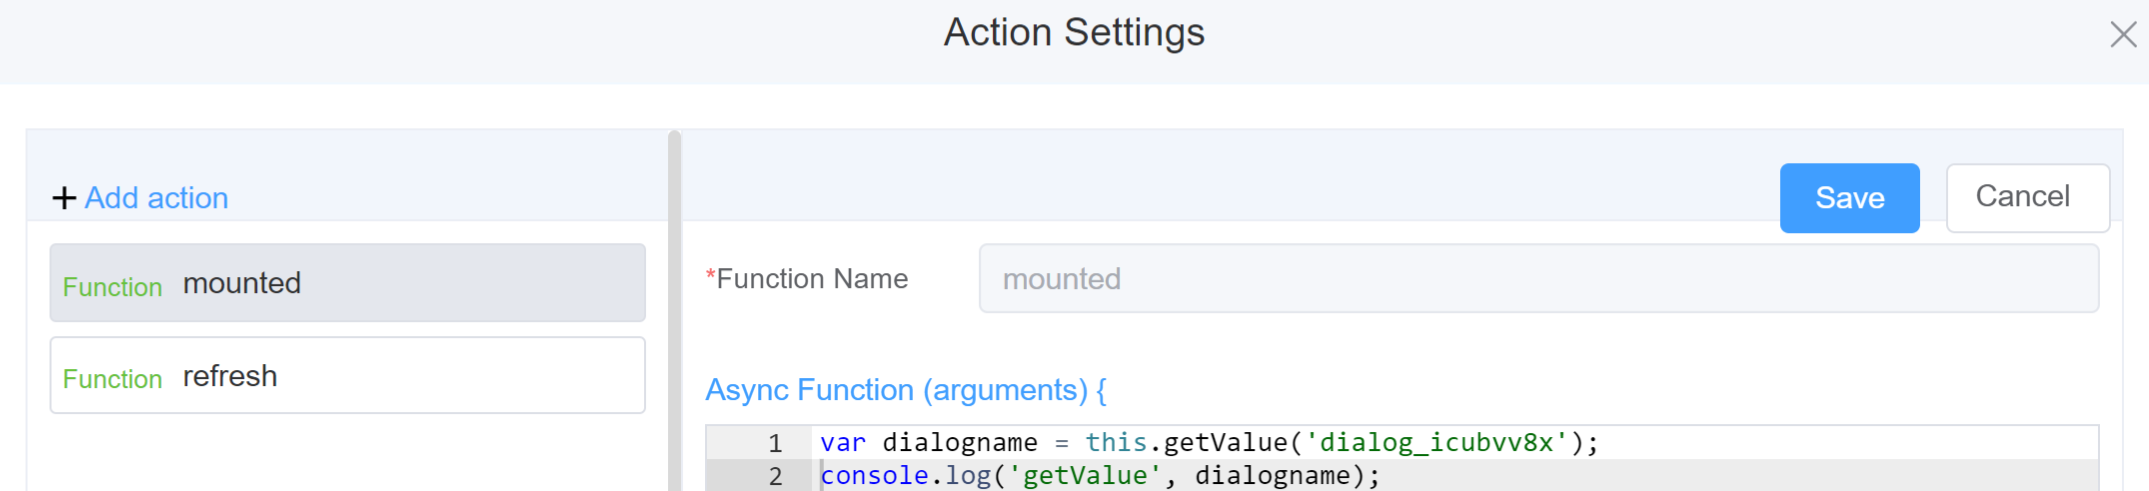 Action Settings
+ Add action
Save
Cancel
Function mounted
Function refresh
*Function Name
mounted
Async Function (arguments) {
1 var dialogname = this.getValue('dialog_icubvv8x');
2 console.log('getValue', dialogname);